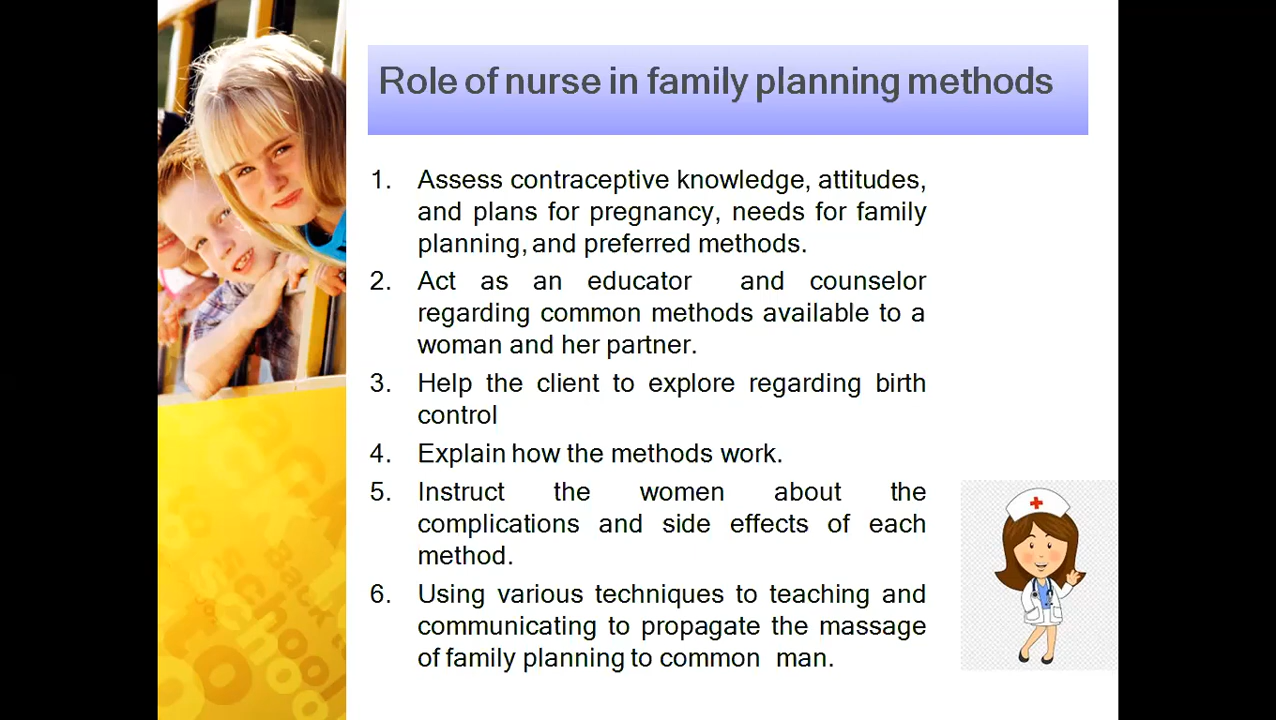 Role of nurse in family planning methods
1. Assess contraceptive knowledge, attitudes,
and plans for pregnancy, needs for family
planning, and preferred methods.
2. Act as an educator and counselor
regarding common methods available to a
woman and her partner.
3. Help the client to explore regarding birth
control
4. Explain how the methods work.
5. Instruct the women about the
complications and side effects of each
method.
6. Using various techniques to teaching and
communicating to propagate the massage
of family planning to common man.
school